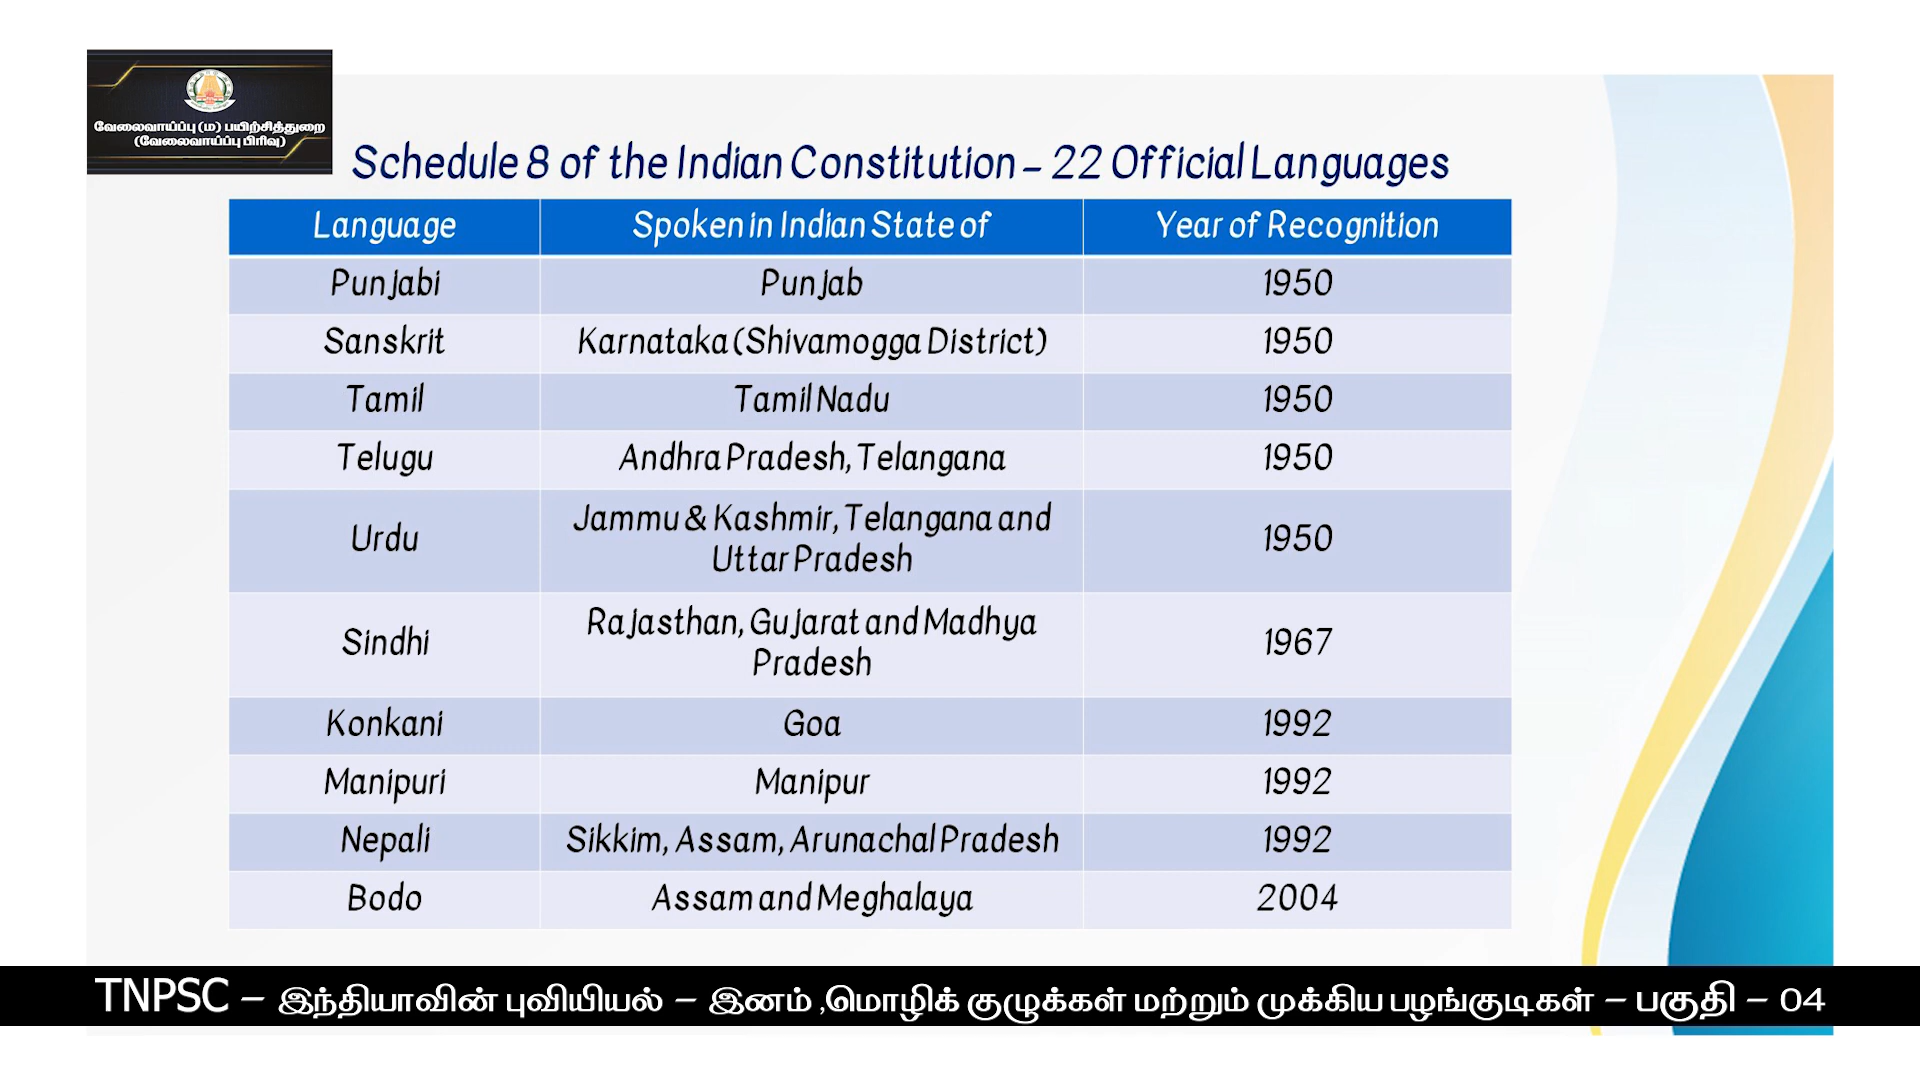 வேலைவாய்ப்பு (ம) பயிற்சித்துறை
(வேலைவாய்ப்பு பிரிவு)
Schedule 8 of the Indian Constitution – 22 Official Languages
Language Spoken in Indian State of Year of Recognition
Punjabi Punjab 1950
Sanskrit Karnataka (Shivamogga District) 1950
Tamil Tamil Nadu 1950
Telugu Andhra Pradesh, Telangana 1950
Urdu Jammu & Kashmir, Telangana and
Uttar Pradesh 1950
Sindhi Rajasthan, Gujarat and Madhya
Pradesh 1967
Konkani Goa 1992
Manipuri Manipur 1992
Nepali Sikkim, Assam, Arunachal Pradesh 1992
Bodo Assam and Meghalaya 2004
TNPSC – இந்தியாவின் புவியியல் – இனம் ,மொழிக் குழுக்கள் மற்றும் முக்கிய பழங்குடிகள் – பகுதி – 04